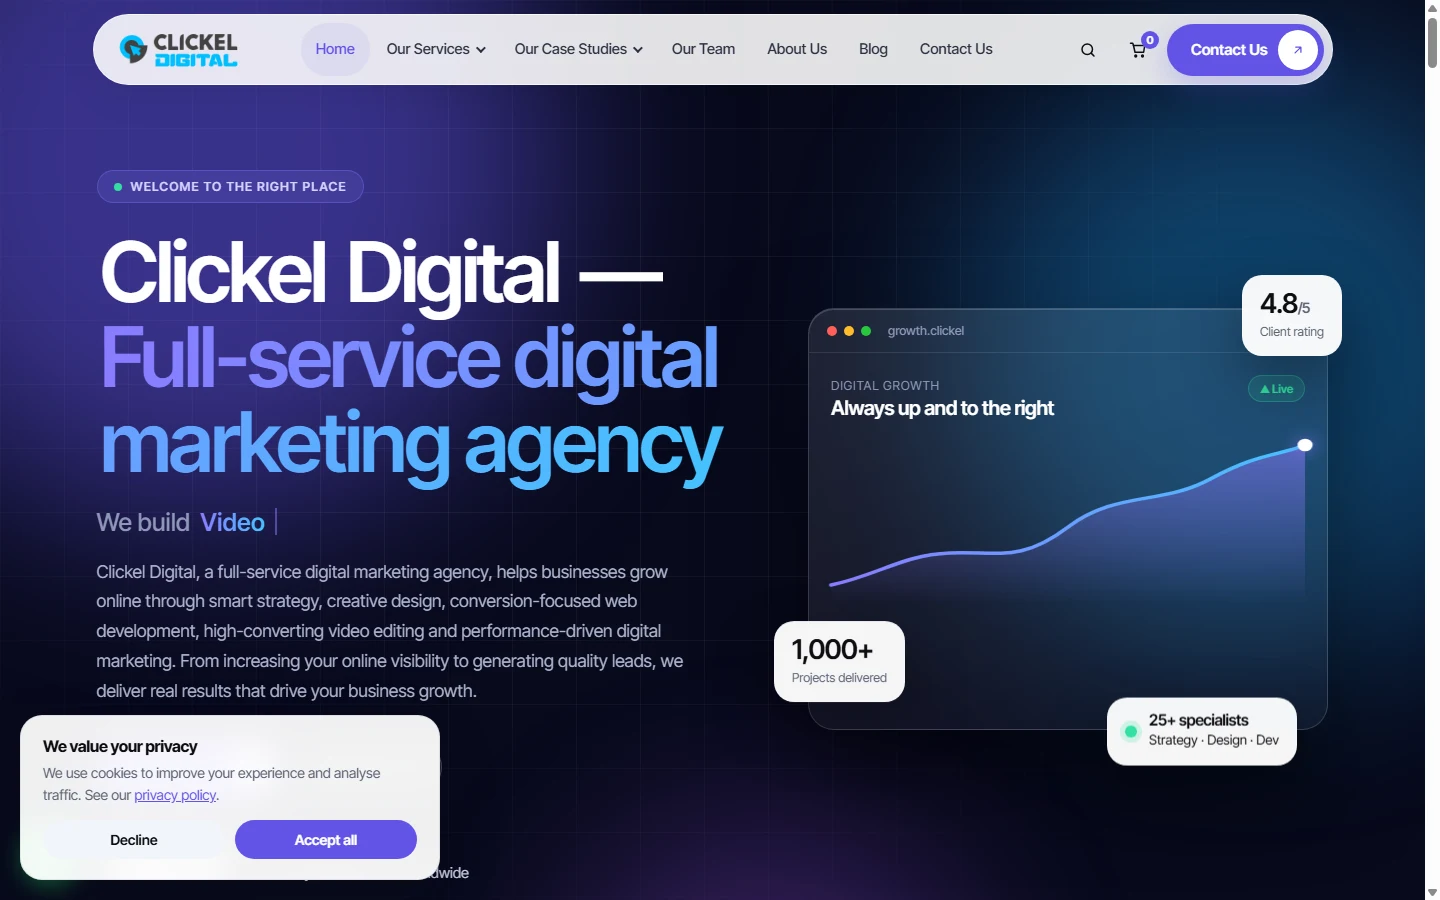 CLICKEL
DIGITAL
Home
Our Services
Our Case Studies
Our Team
About Us
Blog
Contact Us
0
Contact Us
WELCOME TO THE RIGHT PLACE
Clickel Digital —
Full-service digital
marketing agency
We build Video
Clickel Digital, a full-service digital marketing agency, helps businesses grow
online through smart strategy, creative design, conversion-focused web
development, high-converting video editing and performance-driven digital
marketing. From increasing your online visibility to generating quality leads, we
deliver real results that drive your business growth.
4.8/5
Client rating
growth.clickel
DIGITAL GROWTH
Always up and to the right
Live
1,000+
Projects delivered
25+ specialists
Strategy · Design · Dev
We value your privacy
We use cookies to improve your experience and analyse
traffic. See our privacy policy.
Decline
Accept all